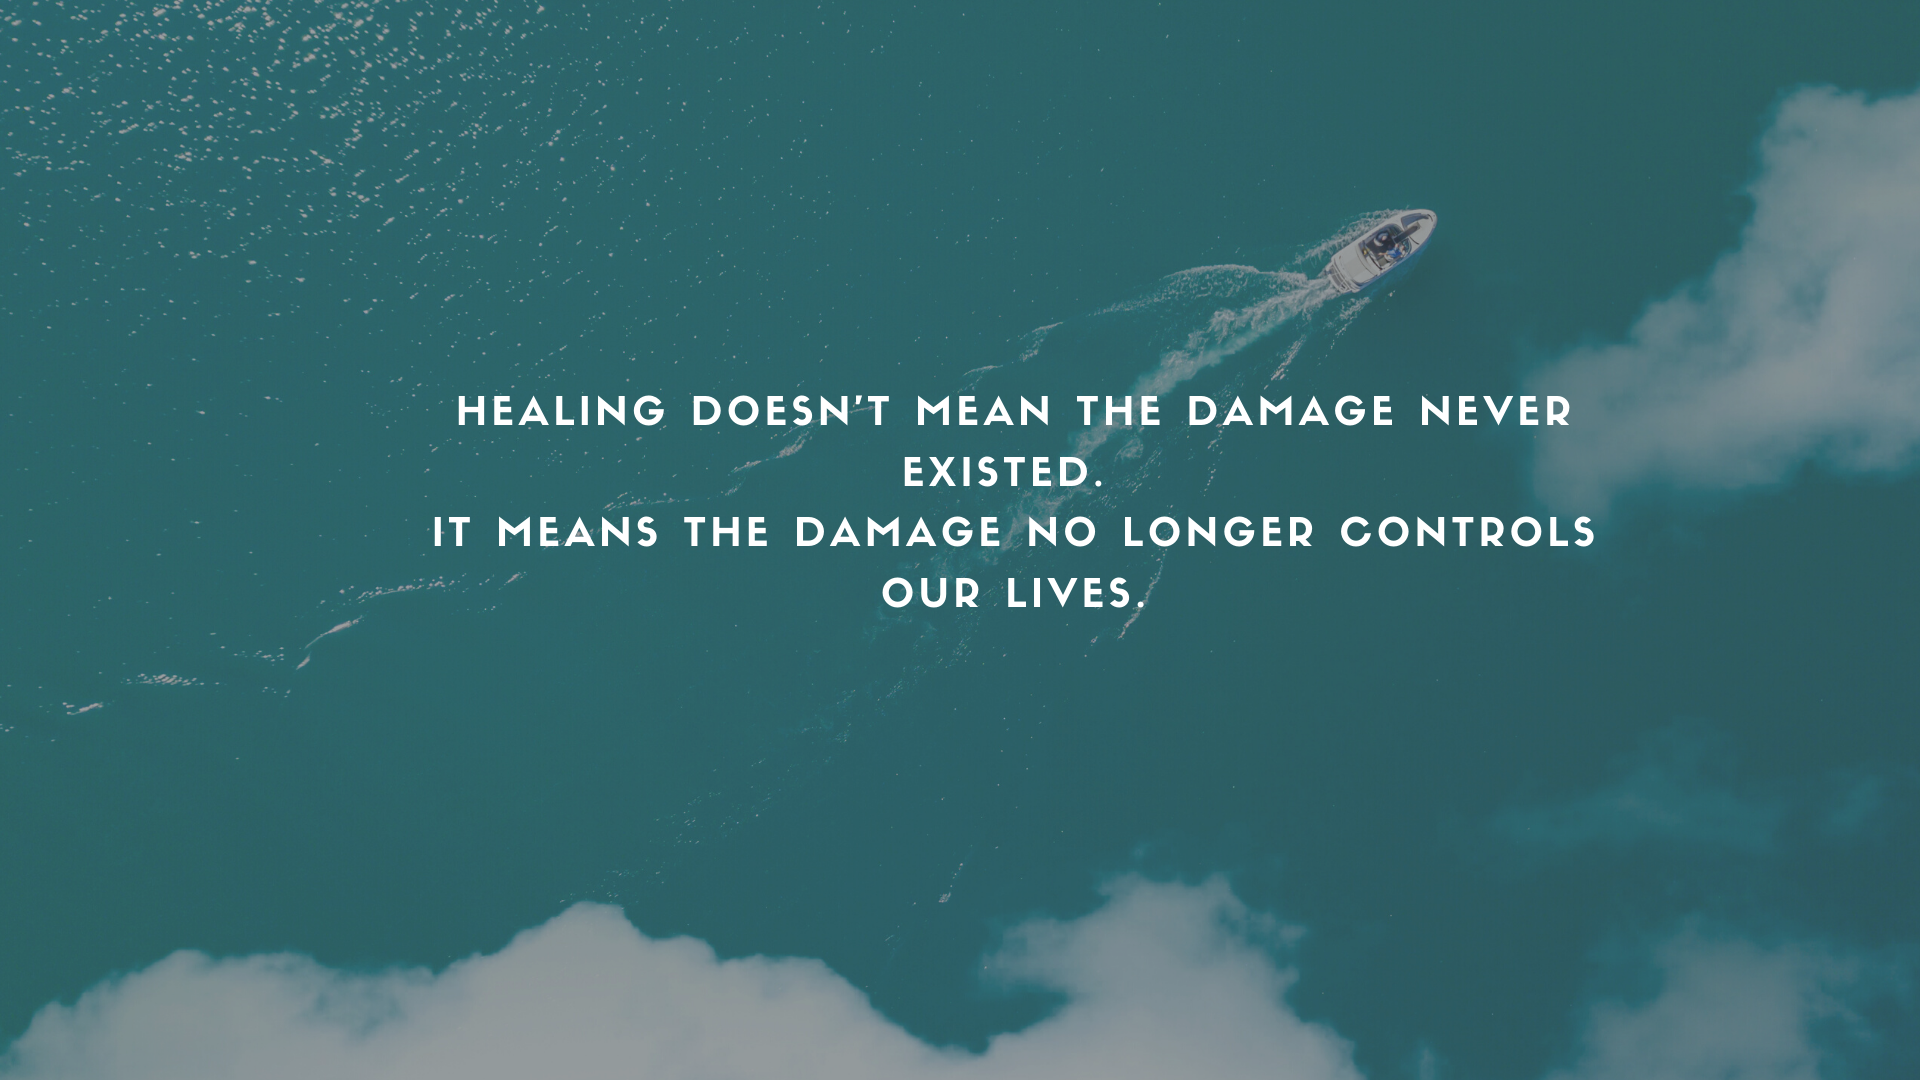 HEALING DOESN'T MEAN THE DAMAGE NEVER
EXISTED.
IT MEANS THE DAMAGE NO LONGER CONTROLS
OUR LIVES.